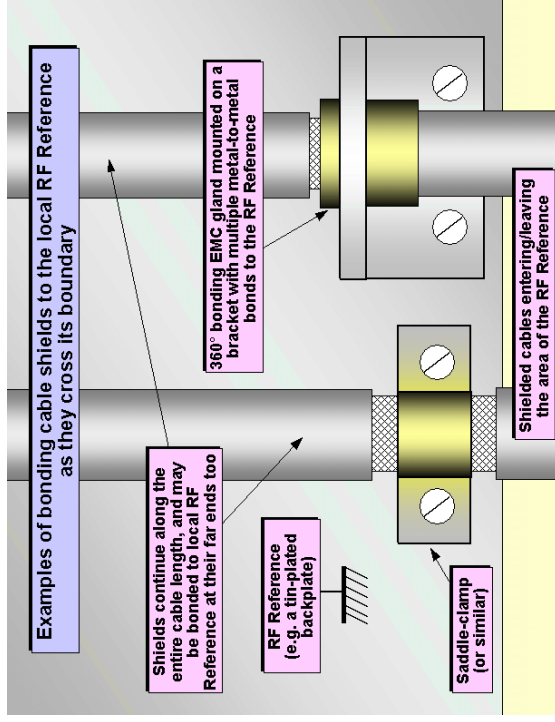 Examples of bonding cable shields to the local RF Reference
as they cross its boundary
Shields continue along the
entire cable length, and may
be bonded to local RF
Reference at their far ends too
360° bonding EMC gland mounted on a
bracket with multiple metal-to-metal
bonds to the RF Reference
RF Reference
(e.g. a tin-plated
backplate)
Saddle-clamp
(or similar)
Shielded cables entering/leaving
the area of the RF Reference